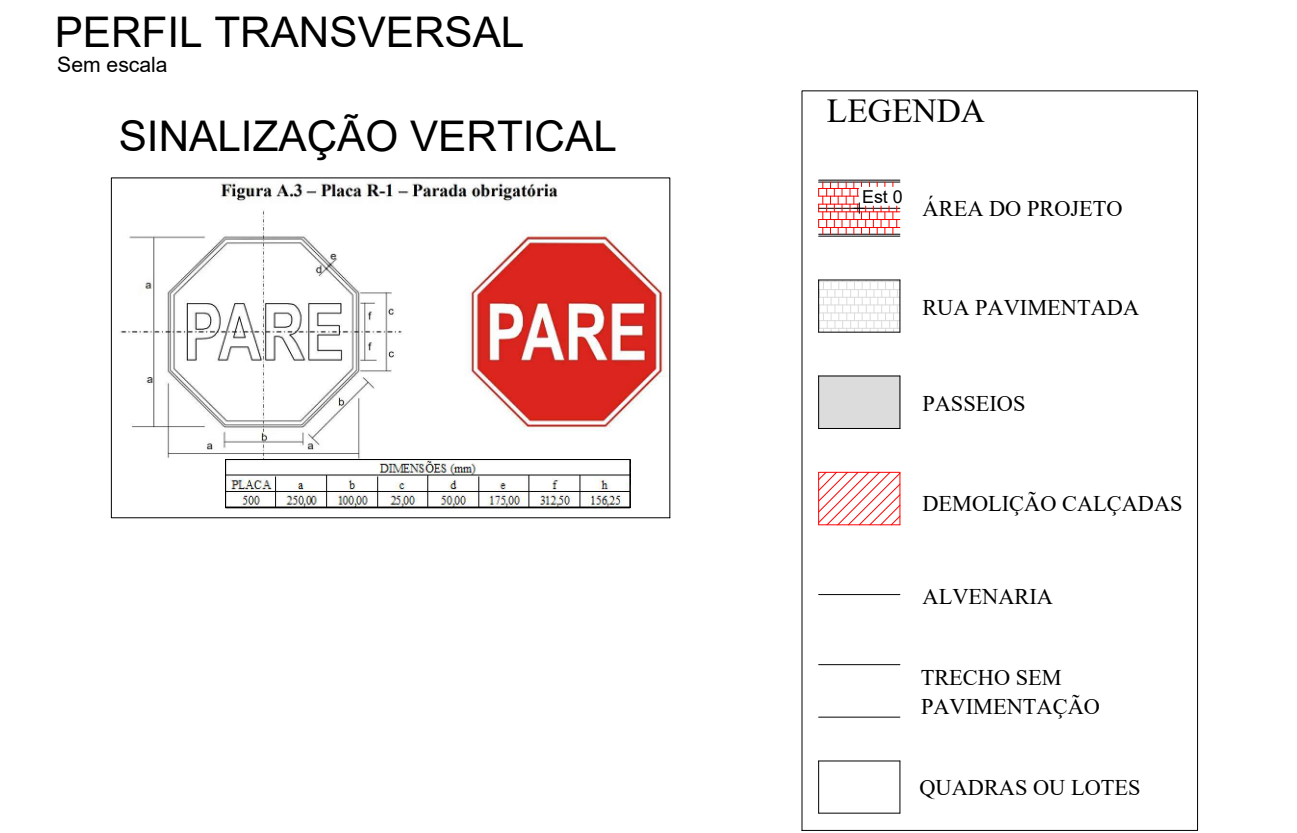 PERFIL TRANSVERSAL
Sem escala
SINALIZAÇÃO VERTICAL
Figura A.3 – Placa R-1 – Parada obrigatória
e
d
a
PARE
f
c
PARE
f
c
a
b
b
a
a
DIMENSÕES (mm)
PLACA a b c d e f h
500 250,00 100,00 25,00 50,00 175,00 312,50 156,25
LEGENDA
Est 0
ÁREA DO PROJETO
RUA PAVIMENTADA
PASSEIOS
DEMOLIÇÃO CALÇADAS
ALVENARIA
TRECHO SEM
PAVIMENTAÇÃO
QUADRAS OU LOTES